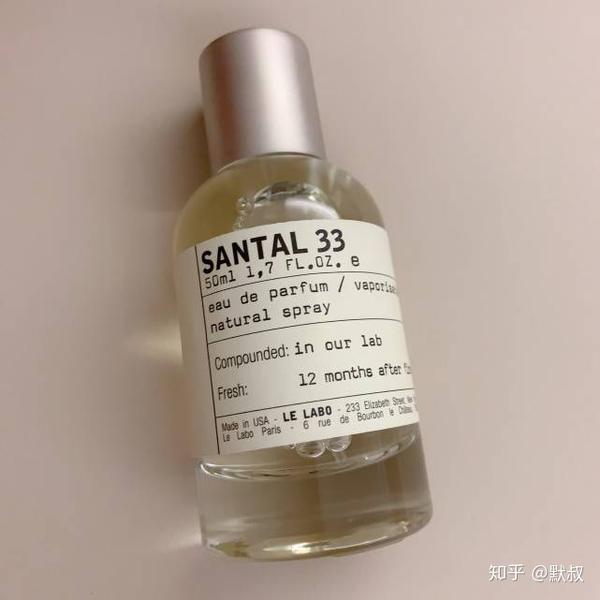 SANTAL 33
50ml 1,7 FL.OZ. e
eau de parfum /
natural spray
Compounded: in our lab
Fresh: 12 months after
Made in USA - LE LABO - 233 Elizabeth Street, New
Le Labo Paris - 6 rue de Bourbon le Château,
知乎 @默叔